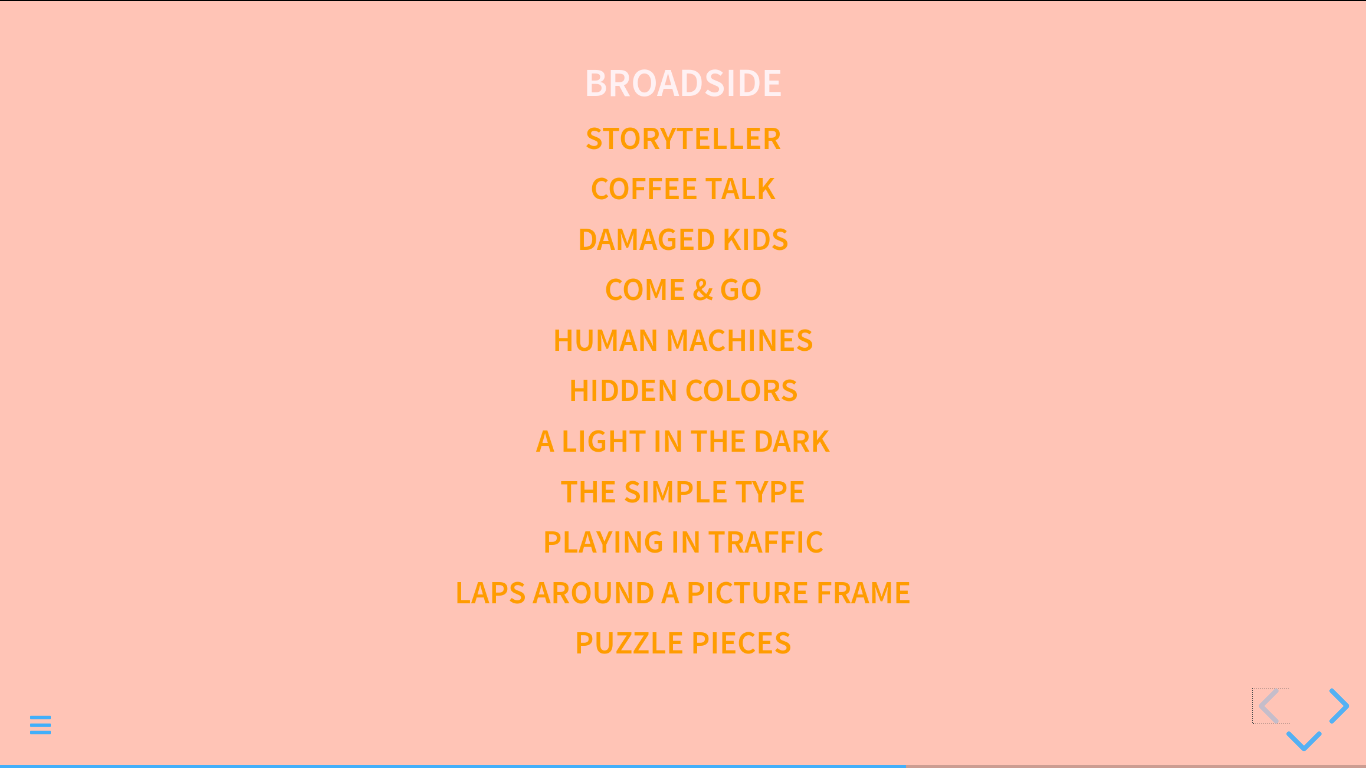 BROADSIDE
STORYTELLER
COFFEE TALK
DAMAGED KIDS
COME & GO
HUMAN MACHINES
HIDDEN COLORS
A LIGHT IN THE DARK
THE SIMPLE TYPE
PLAYING IN TRAFFIC
LAPS AROUND A PICTURE FRAME
PUZZLE PIECES